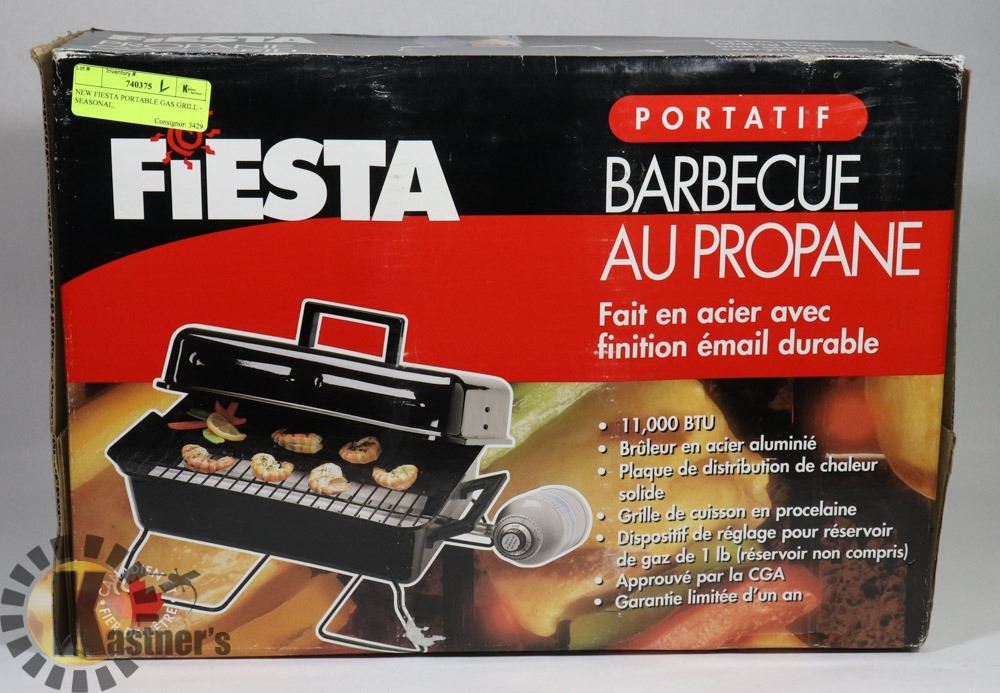 Lot #:
Inventory #
740375
NEW FIESTA PORTABLE GAS GRILL -
SEASONAL,
Consignor: 3429
FiESTA
PORTATIF
BARBECUE
AU PROPANE
Fait en acier avec
finition émail durable
• 11,000 BTU
• Brûleur en acier aluminié
• Plaque de distribution de chaleur
solide
• Grille de cuisson en procelaine
• Dispositif de réglage pour réservoir
de gaz de 1 lb (réservoir non compris)
• Approuvé par la CGA
• Garantie limitée d'un an
Kastner's